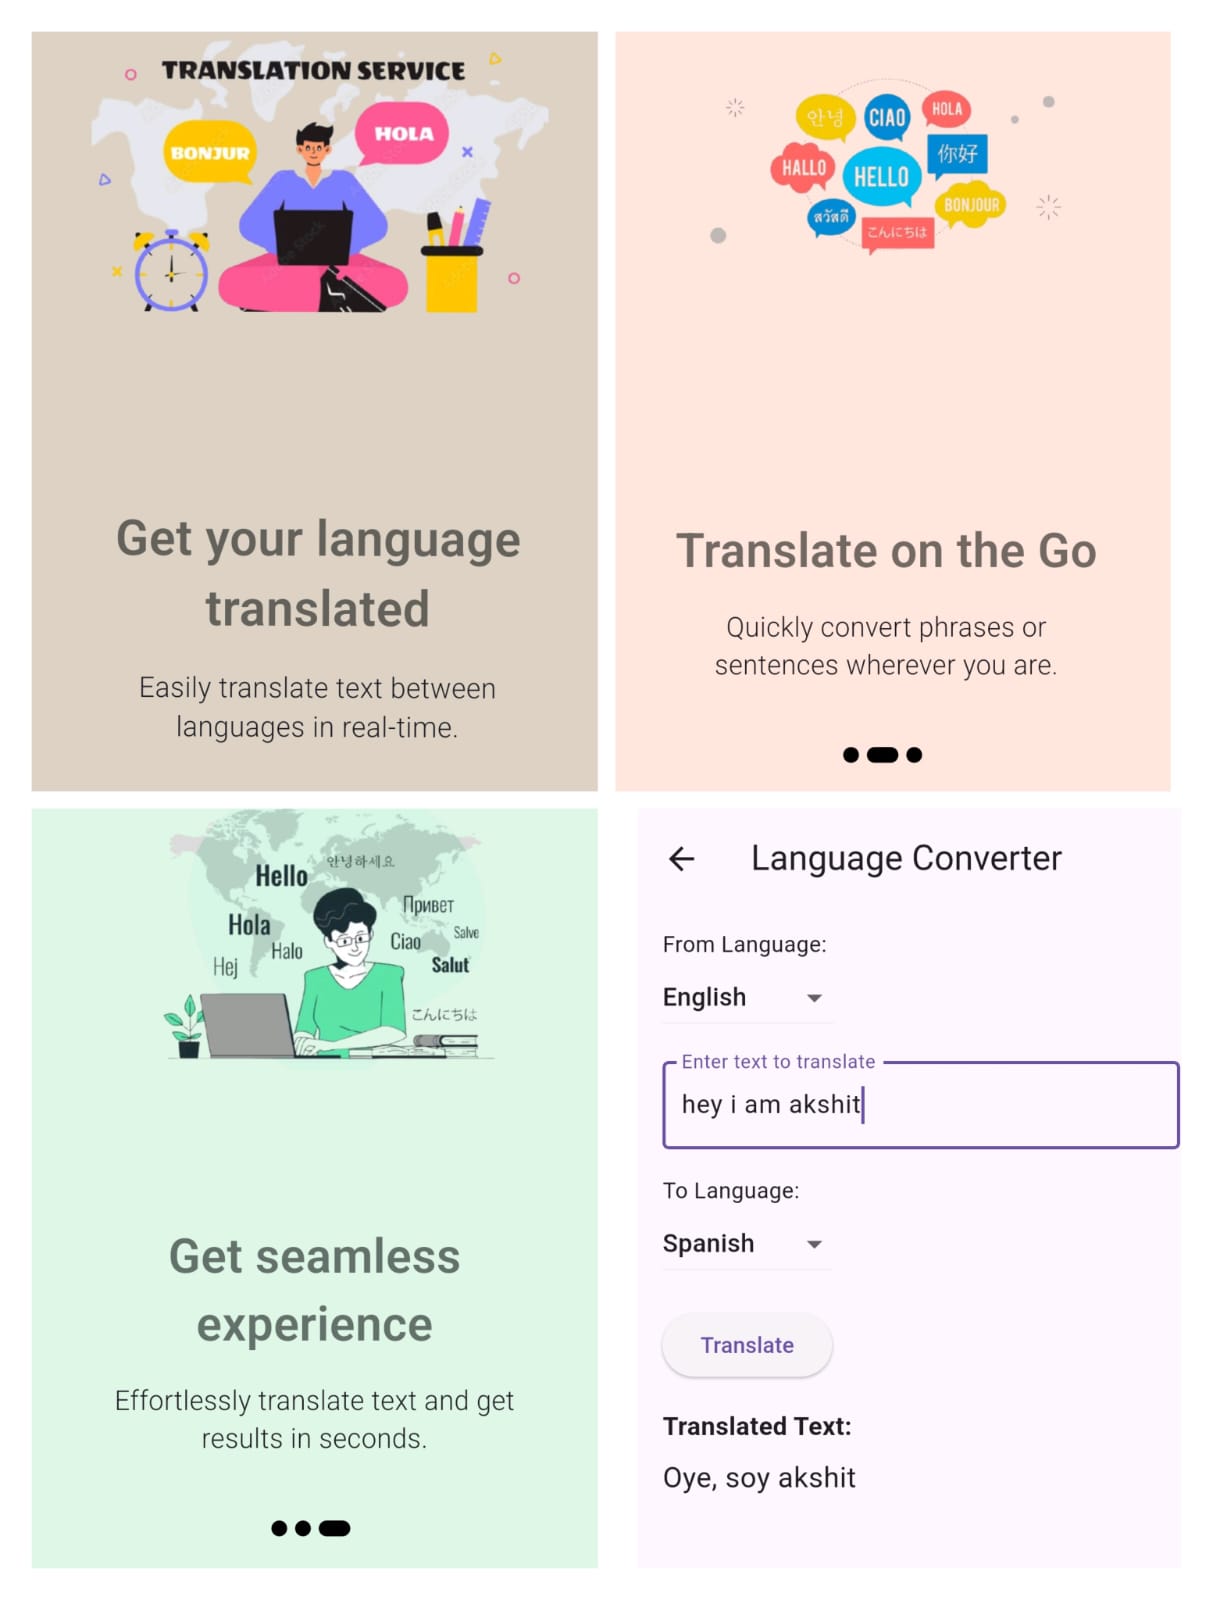 TRANSLATION SERVICE
BONJUR
HOLA
Get your language
translated
Easily translate text between
languages in real-time.
안녕
CIAO
HOLA
HALLO
HELLO
你好
สวัสดี
こんにちは
BONJOUR
Translate on the Go
Quickly convert phrases or
sentences wherever you are.
안녕하세요
Hello
Hola
Halo
Hej
Привет
Ciao
Salve
Salut
こんにちは
Get seamless
experience
Effortlessly translate text and get
results in seconds.
Language Converter
From Language:
English
Enter text to translate
hey i am akshit
To Language:
Spanish
Translate
Translated Text:
Oye, soy akshit